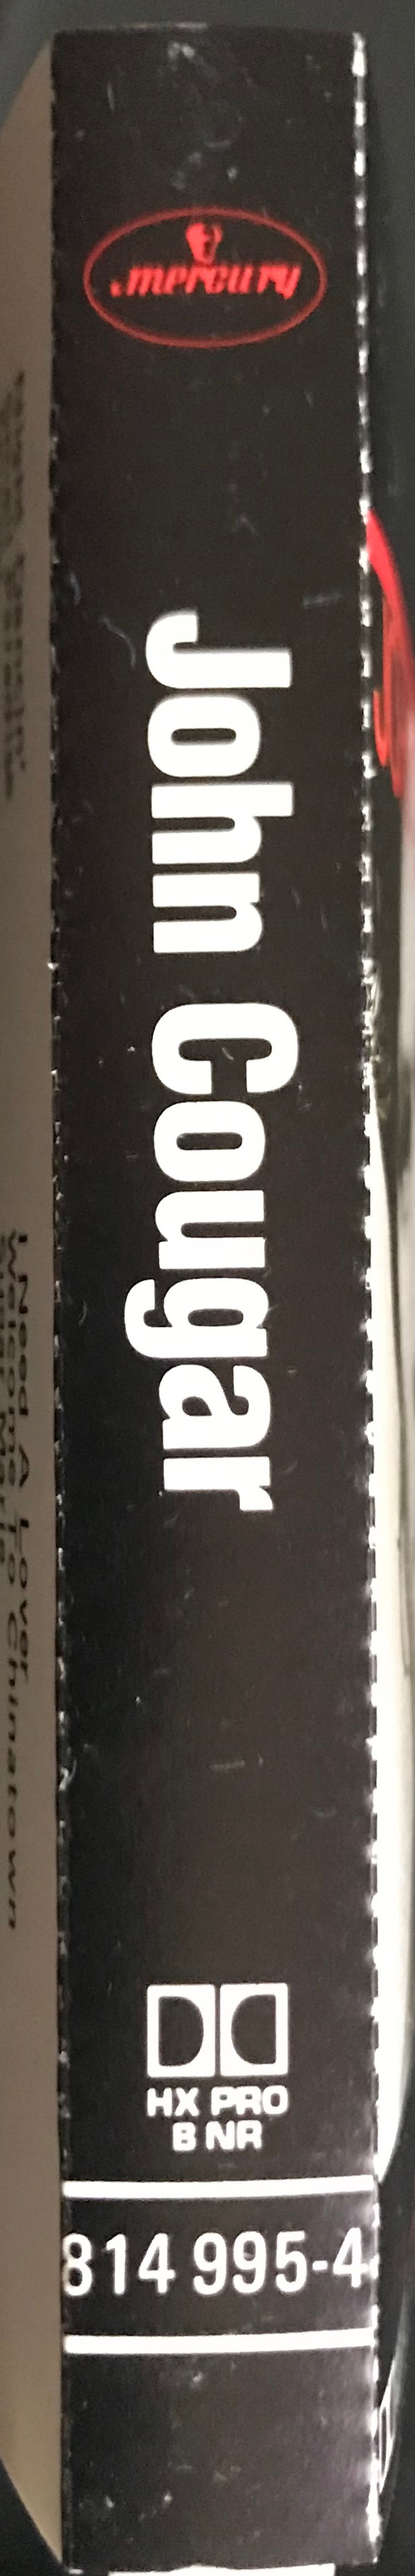 mercury
John Cougar
HX PRO
B NR
814 995-4
I Need A Lover
Welcome To Chinatown